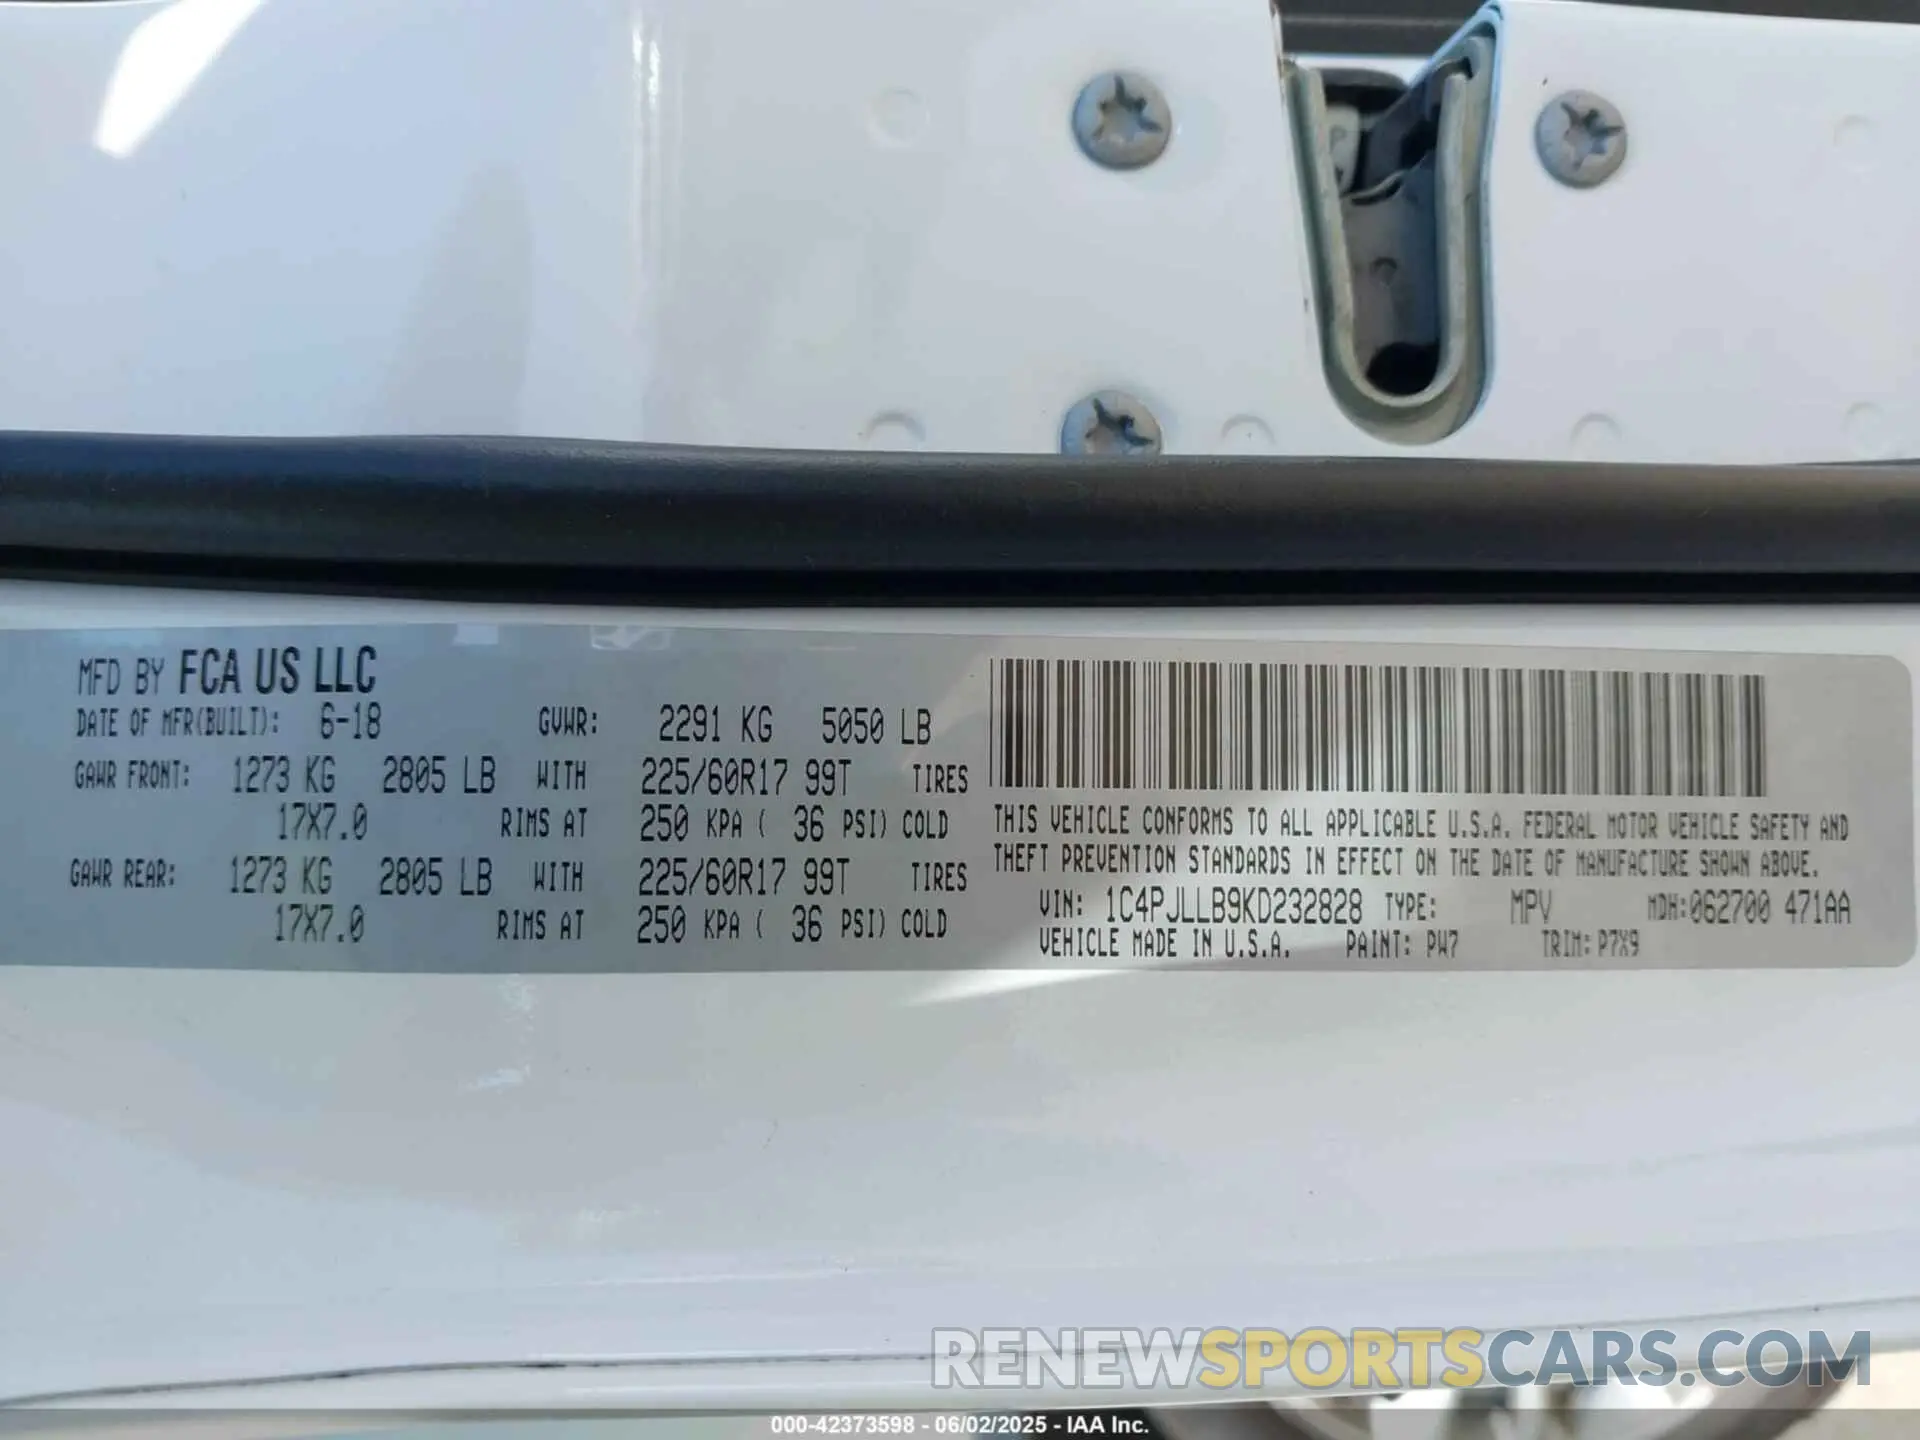 MFD BY FCA US LLC
DATE OF MFR(BUILT): 6-18 GVWR: 2291 KG 5050 LB
GAWR FRONT: 1273 KG 2805 LB WITH 225/60R17 99T TIRES
17X7.0 RIMS AT 250 KPA ( 36 PSI) COLD
GAWR REAR: 1273 KG 2805 LB WITH 225/60R17 99T TIRES
17X7.0 RIMS AT 250 KPA ( 36 PSI) COLD
THIS VEHICLE CONFORMS TO ALL APPLICABLE U.S.A. FEDERAL MOTOR VEHICLE SAFETY AND
THEFT PREVENTION STANDARDS IN EFFECT ON THE DATE OF MANUFACTURE SHOWN ABOVE.
VIN: 1C4PJLLB9KD232828 TYPE: MPV MDH:062700 471AA
VEHICLE MADE IN U.S.A. PAINT: PW7 TRIM: P7X9
RENEWSPORTSCARS.COM
000-42373598 - 06/02/2025 - IAA Inc.